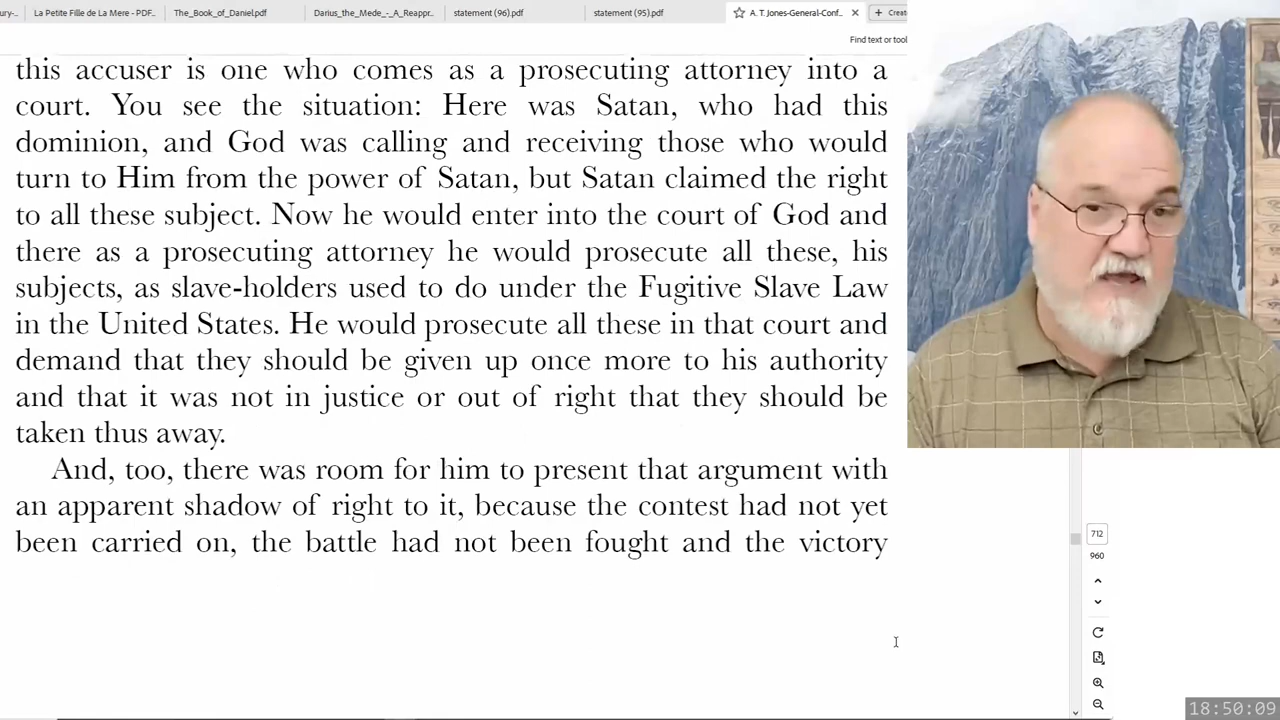 ury-...
La Petite Fille de La Mere - PDF...
The_Book_of_Daniel.pdf
Darius_the_Mede_-_A_Reappr...
statement (96).pdf
statement (95).pdf
A. T. Jones-General-Conf...
Create
Find text or tool
this accuser is one who comes as a prosecuting attorney into a
court. You see the situation: Here was Satan, who had this
dominion, and God was calling and receiving those who would
turn to Him from the power of Satan, but Satan claimed the right
to all these subject. Now he would enter into the court of God and
there as a prosecuting attorney he would prosecute all these, his
subjects, as slave-holders used to do under the Fugitive Slave Law
in the United States. He would prosecute all these in that court and
demand that they should be given up once more to his authority
and that it was not in justice or out of right that they should be
taken thus away.
And, too, there was room for him to present that argument with
an apparent shadow of right to it, because the contest had not yet
been carried on, the battle had not been fought and the victory
712
960
18:50:09